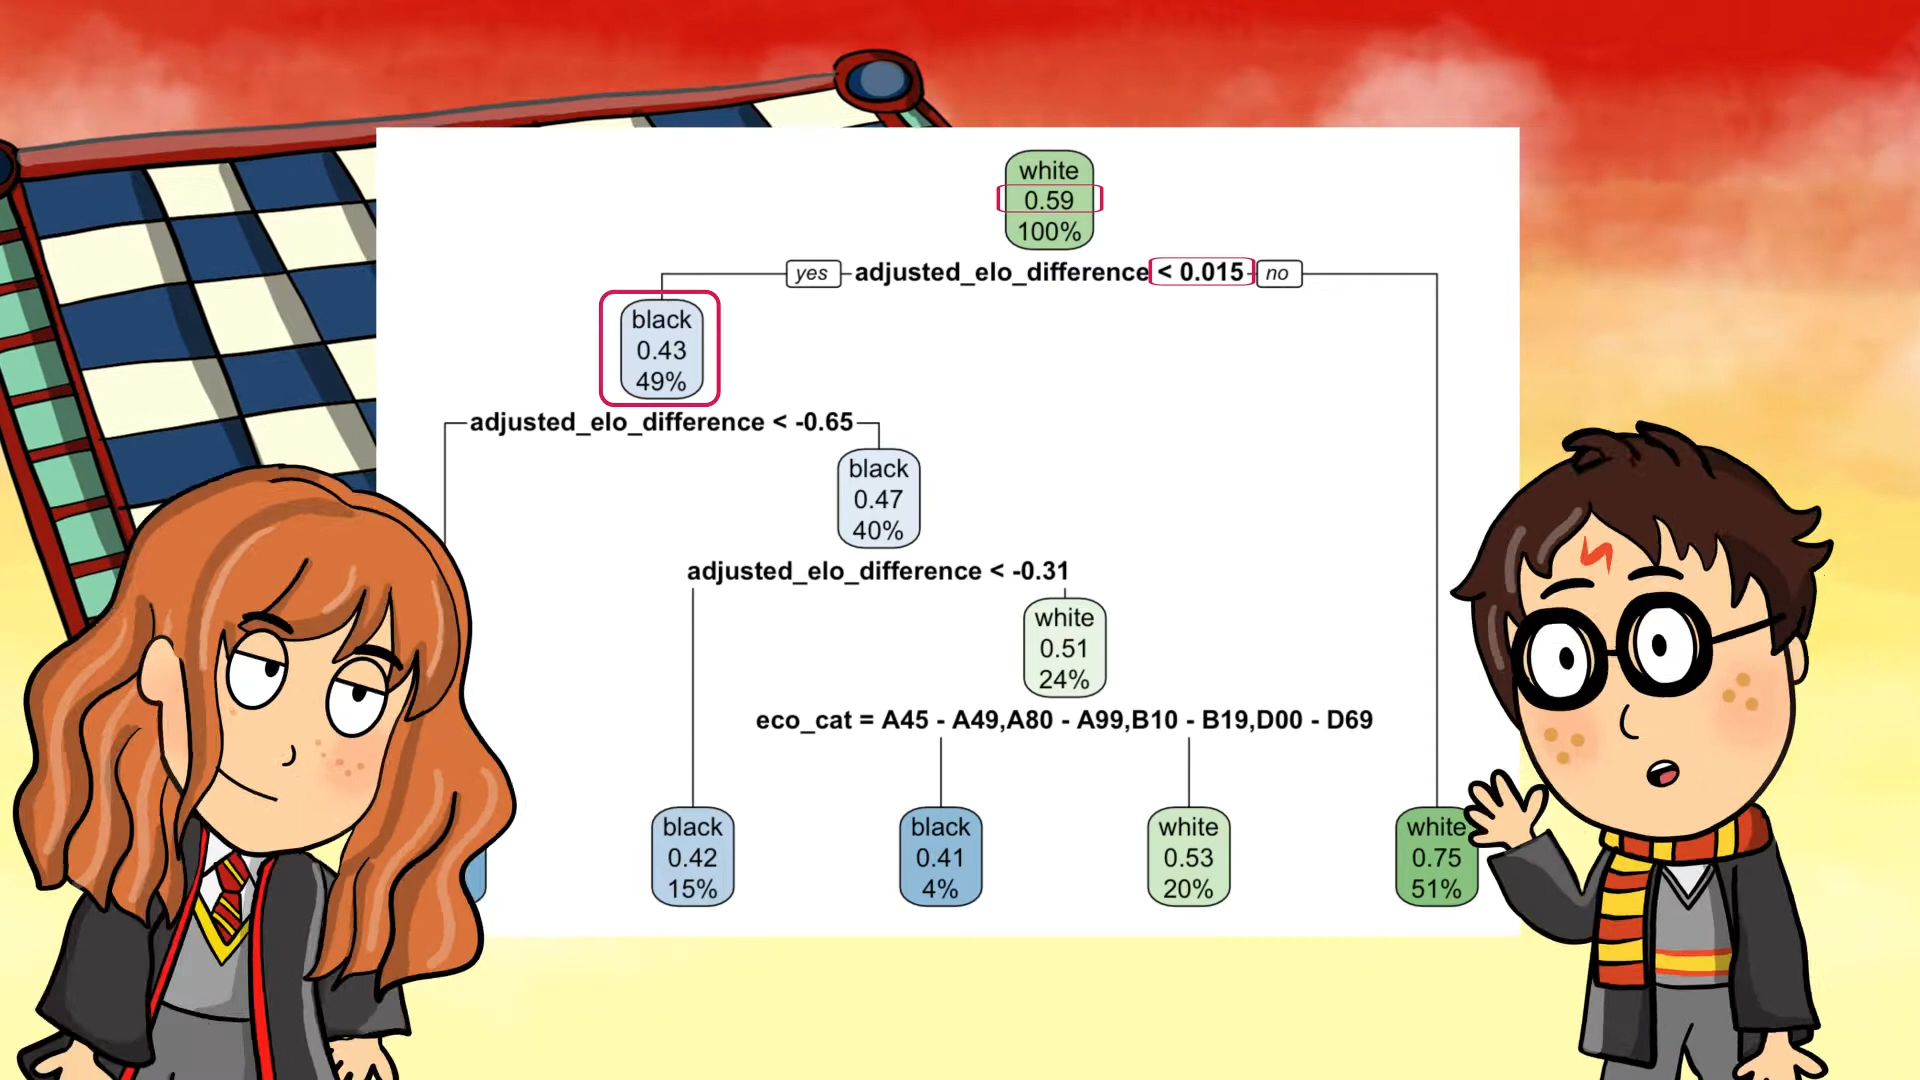 white
0.59
100%
yes adjusted_elo_difference < 0.015 no
black
0.43
49%
adjusted_elo_difference < -0.65
black
0.47
40%
adjusted_elo_difference < -0.31
white
0.51
24%
eco_cat = A45 - A49,A80 - A99,B10 - B19,D00 - D69
black
0.42
15%
black
0.41
4%
white
0.53
20%
white
0.75
51%